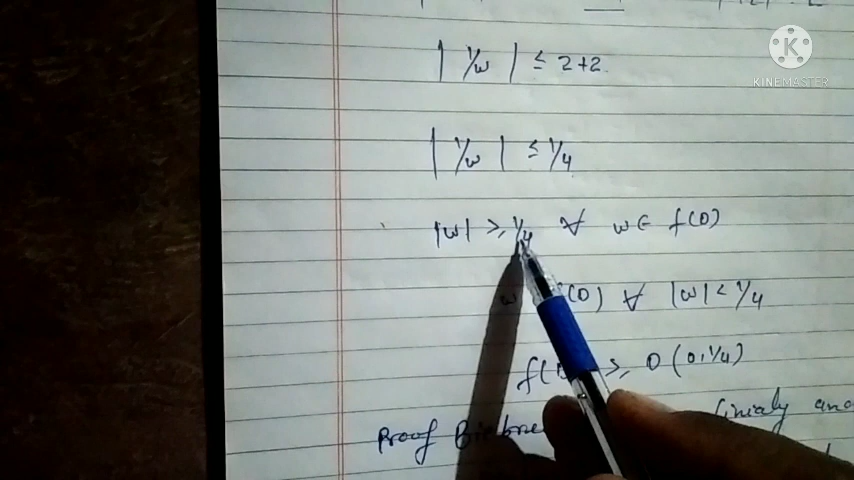 KINEMASTER
| 1/w | ≤ 2+2.
| 1/w | ≤ 1/4
|w| ≥ 1/4 ∀ w∈ f(D)
(D) ∀ |w| < 1/4
f( ≥ D (0,1/4)
Proof